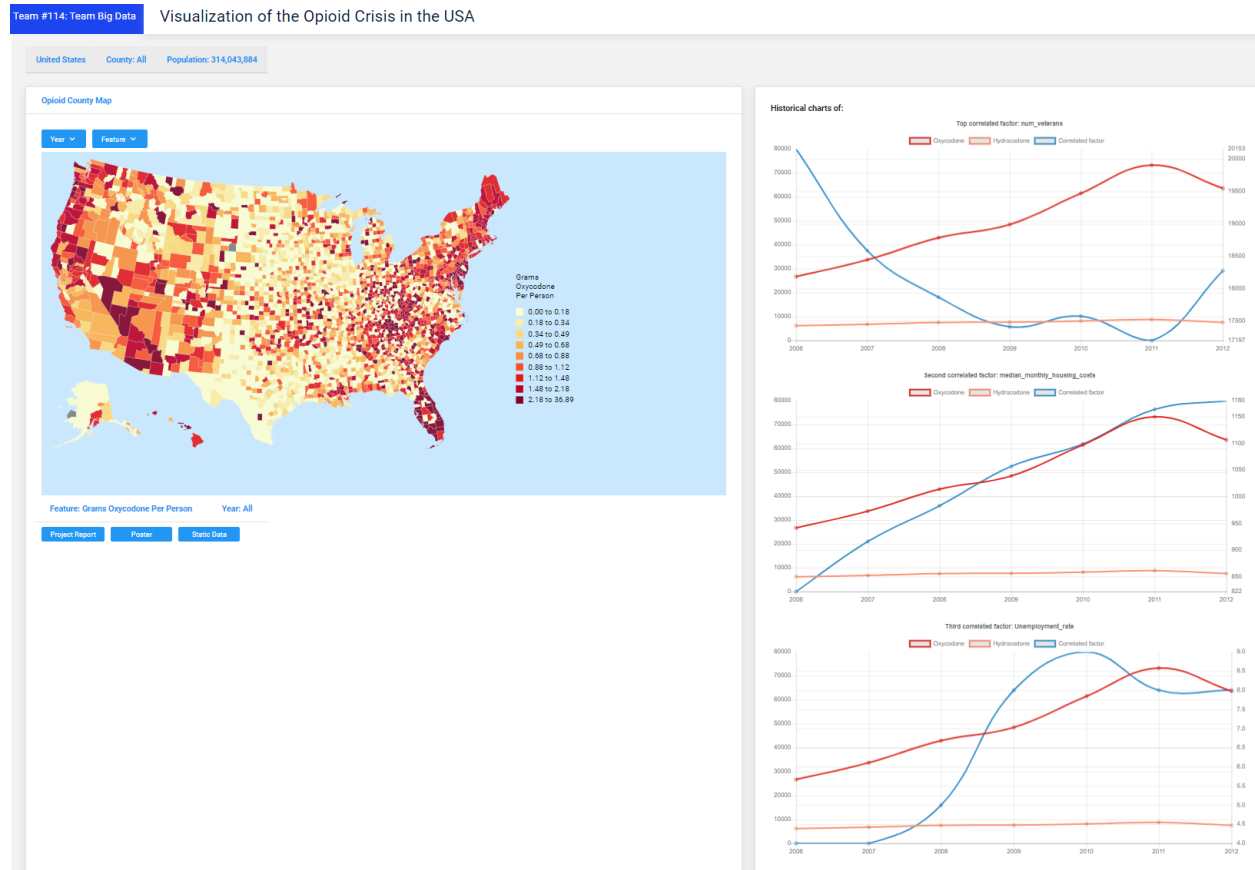 Team #114: Team Big Data
Visualization of the Opioid Crisis in the USA
United States County: All Population: 314,043,884
Opioid County Map
Year Feature
Grams
Oxycodone
Per Person
0.00 to 0.18
0.18 to 0.34
0.34 to 0.49
0.49 to 0.68
0.68 to 0.88
0.88 to 1.12
1.12 to 1.48
1.48 to 2.18
2.18 to 36.89
Feature: Grams Oxycodone Per Person Year: All
Project Report Poster Static Data
Historical charts of:
Top correlated factor: num_veterans
Oxycodone Hydrocodone Correlated factor
80000 20153
20000
70000
60000 19500
50000 19000
40000
18500
30000
18000
20000
10000 17500
0 17197
2006 2007 2008 2009 2010 2011 2012
Second correlated factor: median_monthly_housing_costs
Oxycodone Hydrocodone Correlated factor
80000 1180
1150
70000
1100
60000
50000 1050
40000 1000
30000 950
20000 900
10000 850
0 822
2006 2007 2008 2009 2010 2011 2012
Third correlated factor: Unemployment_rate
Oxycodone Hydrocodone Correlated factor
80000 9.0
8.5
70000
8.0
60000 7.5
50000 7.0
40000 6.5
6.0
30000
5.5
20000 5.0
10000 4.5
0 4.0
2006 2007 2008 2009 2010 2011 2012